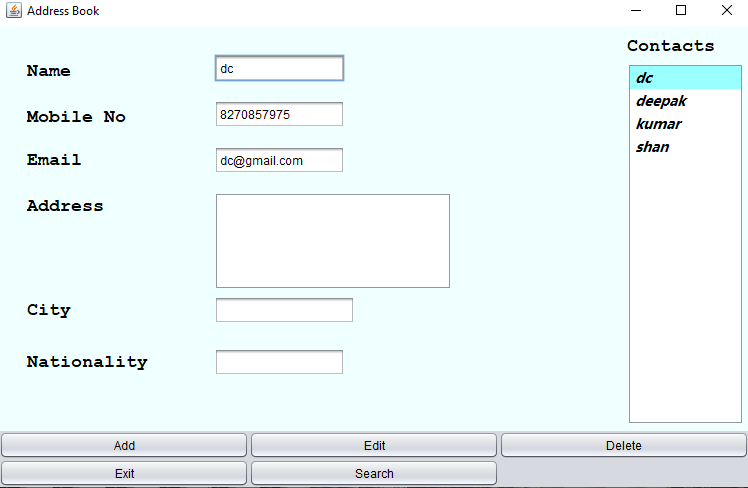 Address Book
Contacts
Name
dc
Mobile No
8270857975
Email
dc@gmail.com
Address
City
Nationality
dc
deepak
kumar
shan
Add
Edit
Delete
Exit
Search